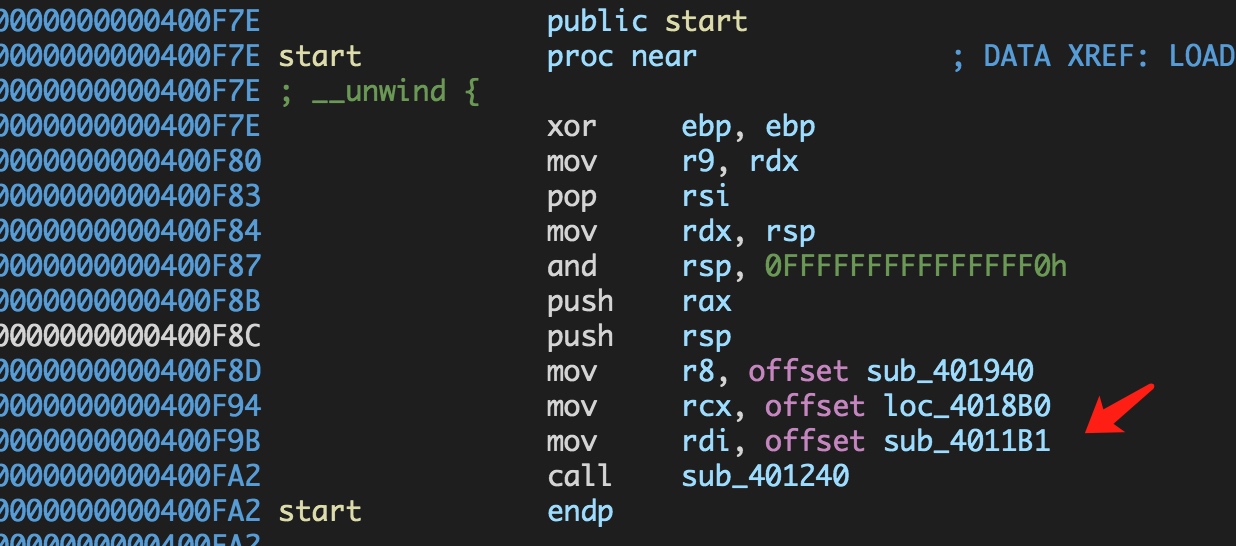 0000000000400F7E public start
0000000000400F7E start proc near ; DATA XREF: LOAD
0000000000400F7E ; __unwind {
0000000000400F7E xor ebp, ebp
0000000000400F80 mov r9, rdx
0000000000400F83 pop rsi
0000000000400F84 mov rdx, rsp
0000000000400F87 and rsp, 0FFFFFFFFFFFFFFF0h
0000000000400F8B push rax
0000000000400F8C push rsp
0000000000400F8D mov r8, offset sub_401940
0000000000400F94 mov rcx, offset loc_4018B0
0000000000400F9B mov rdi, offset sub_4011B1
0000000000400FA2 call sub_401240
0000000000400FA2 start endp
0000000000400FA2